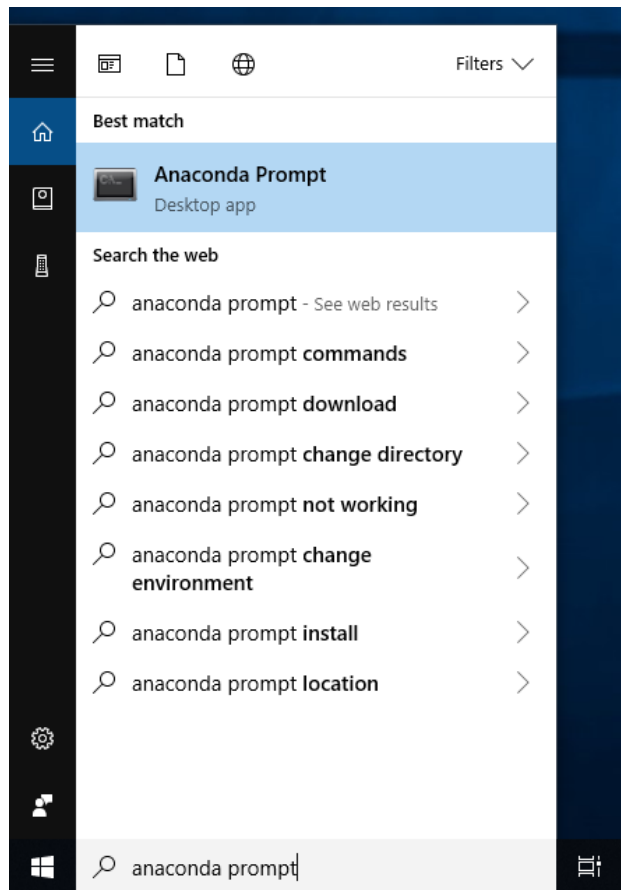 Filters
Best match
Anaconda Prompt
Desktop app
Search the web
anaconda prompt - See web results
anaconda prompt commands
anaconda prompt download
anaconda prompt change directory
anaconda prompt not working
anaconda prompt change
environment
anaconda prompt install
anaconda prompt location
anaconda prompt